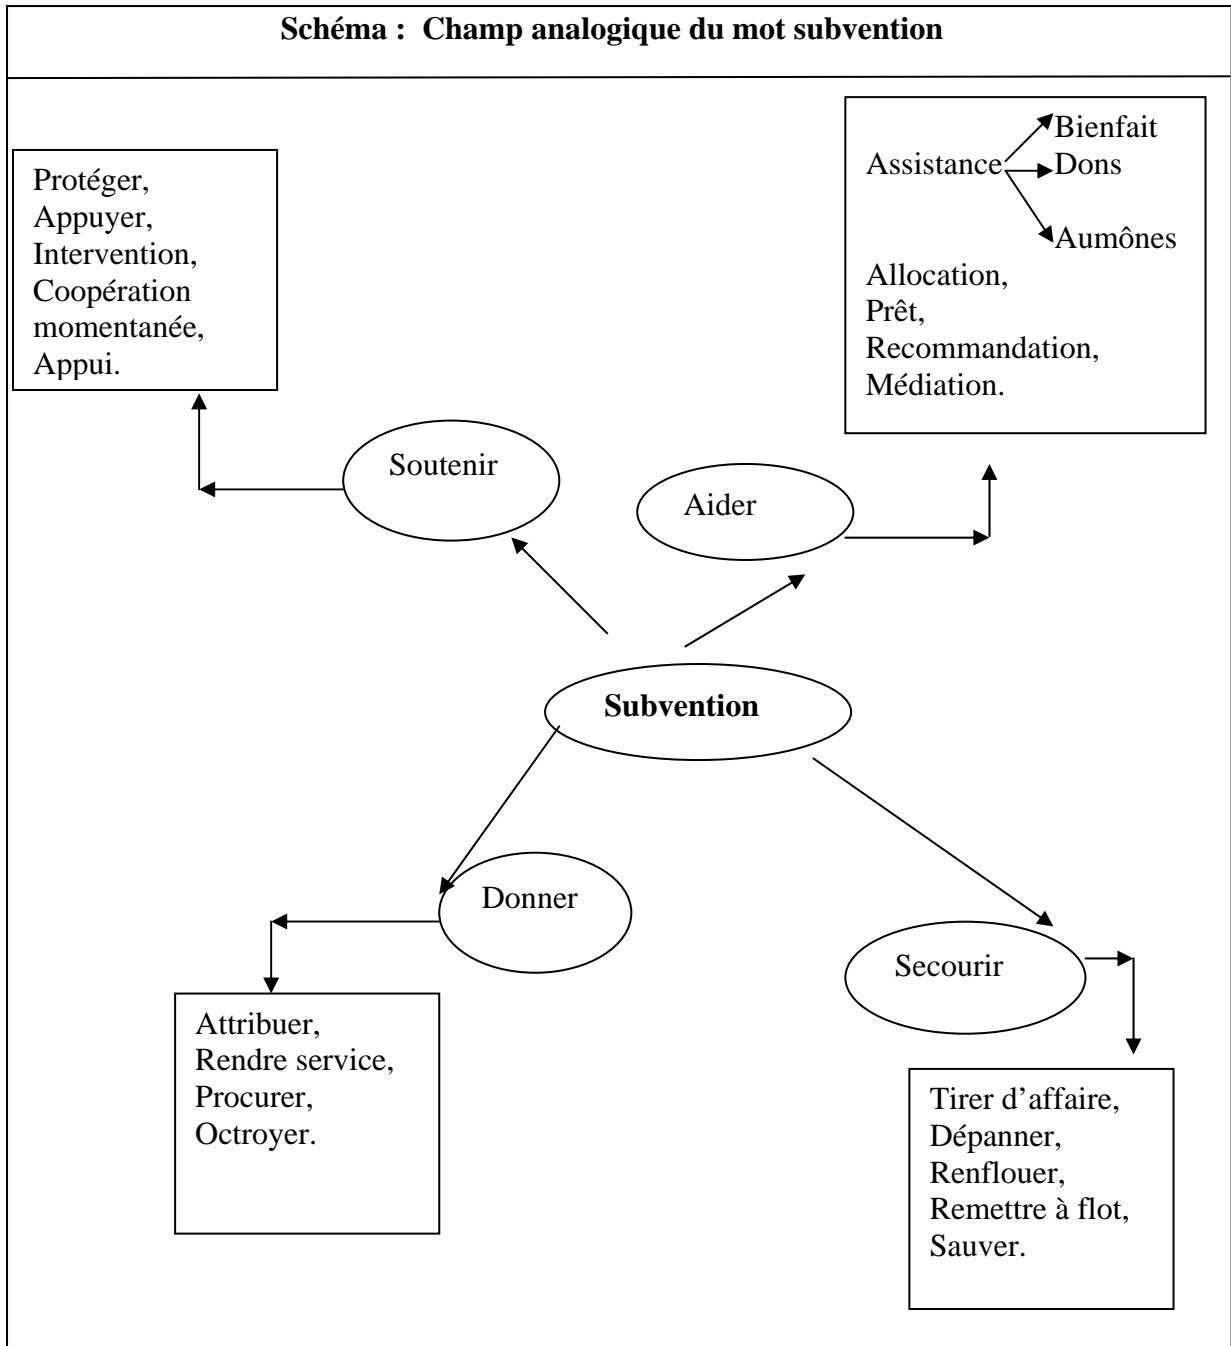 Schéma :  Champ analogique du mot subvention
Protéger,
Appuyer,
Intervention,
Coopération
momentanée,
Appui.
Bienfait
Assistance Dons
Aumônes
Allocation,
Prêt,
Recommandation,
Médiation.
Soutenir
Aider
Subvention
Donner
Secourir
Attribuer,
Rendre service,
Procurer,
Octroyer.
Tirer d’affaire,
Dépanner,
Renflouer,
Remettre à flot,
Sauver.